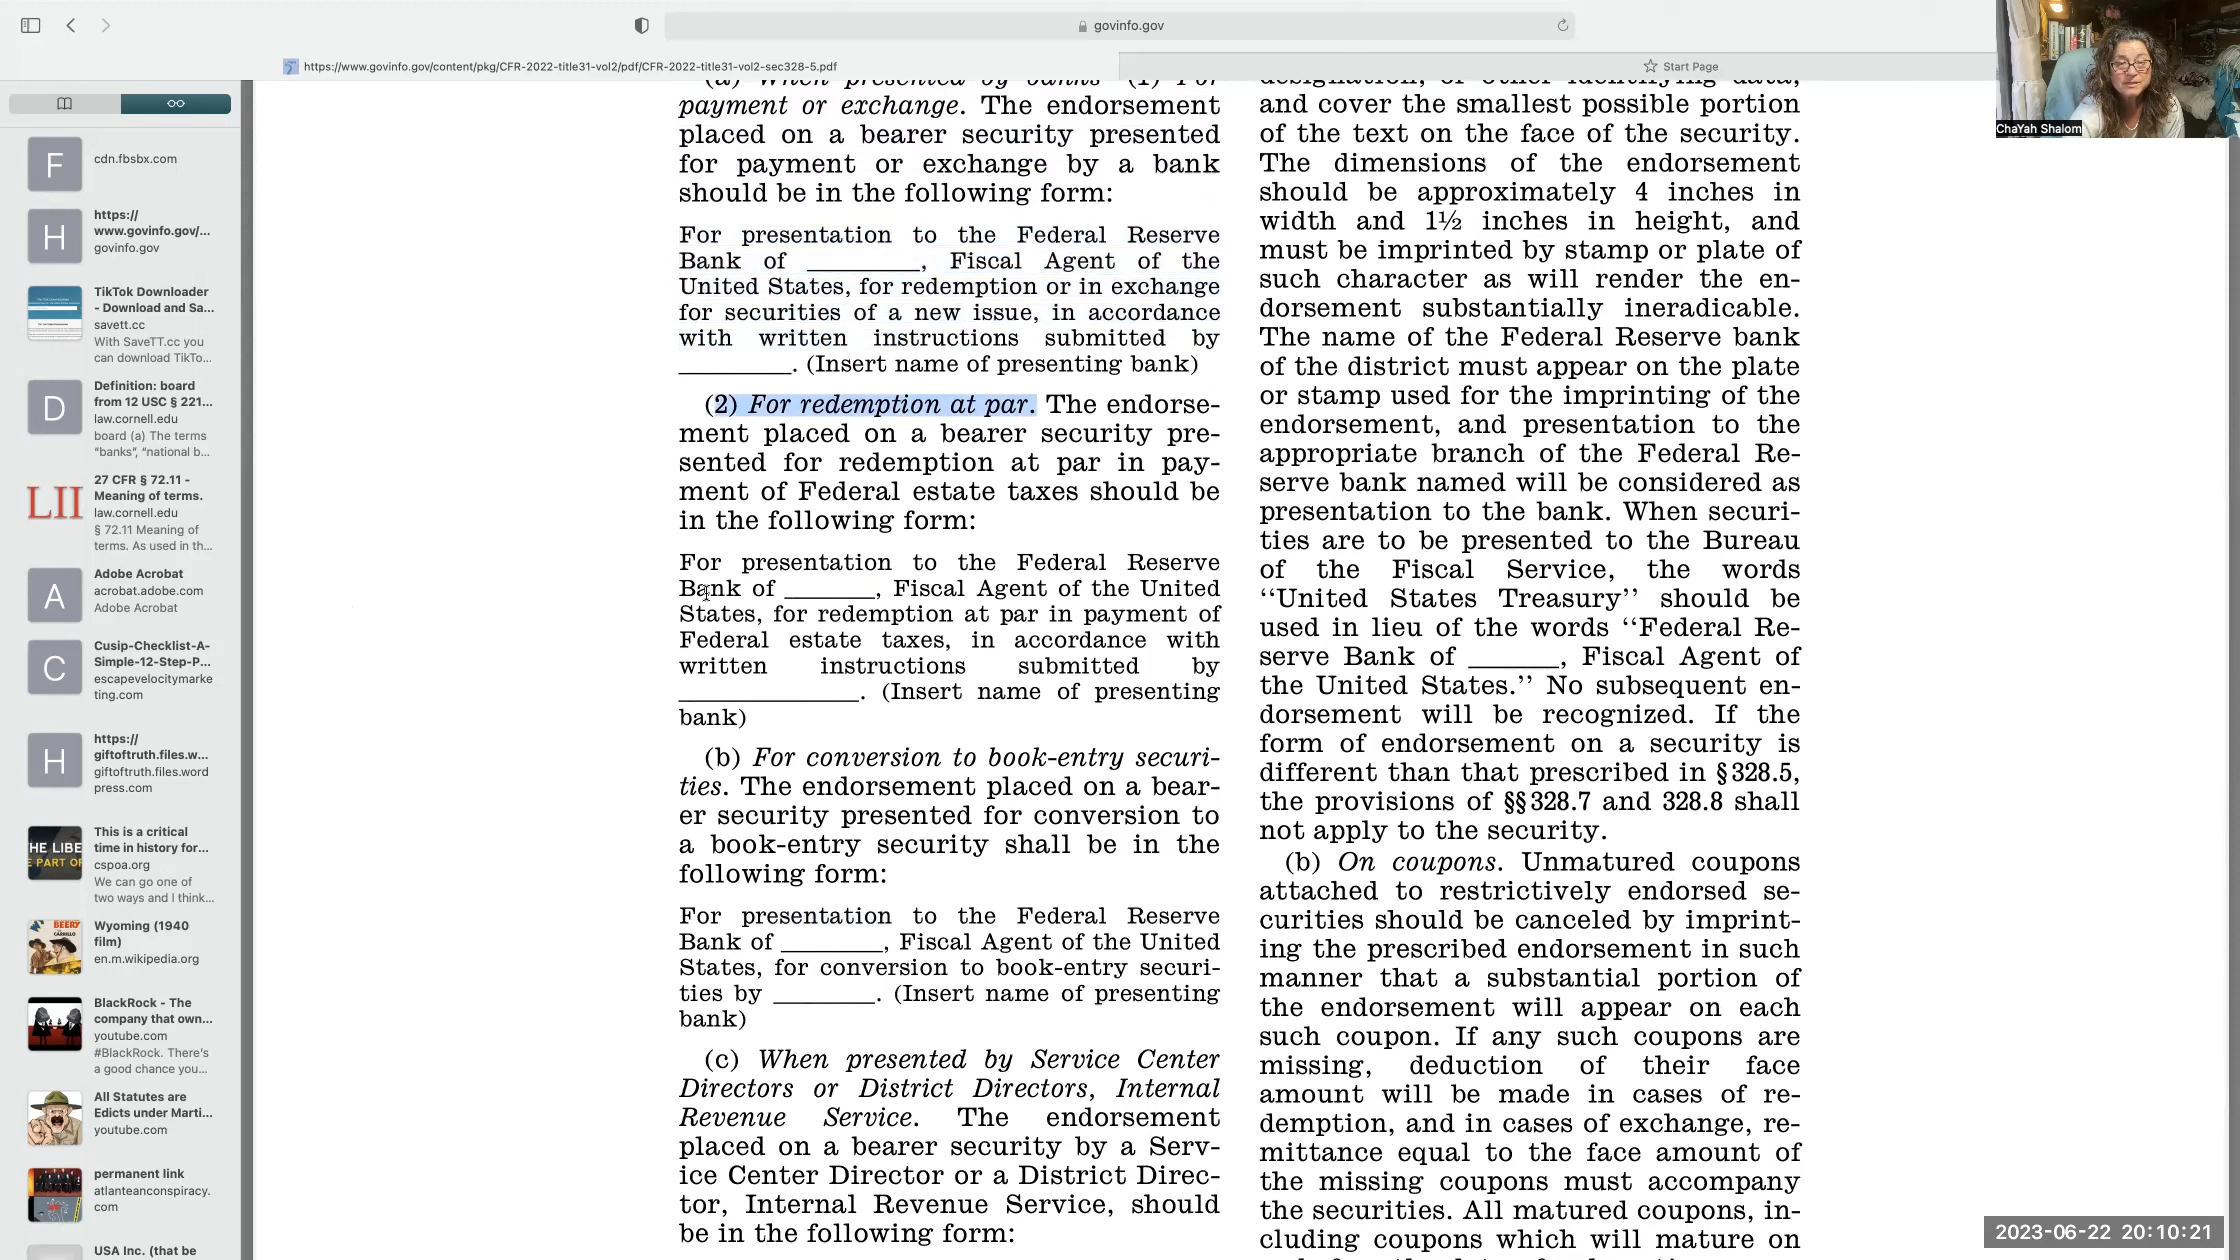 govinfo.gov
https://www.govinfo.gov/content/pkg/CFR-2022-title31-vol2/pdf/CFR-2022-title31-vol2-sec328-5.pdf
Start Page
ChaYah Shalom
F
cdn.fbsbx.com
H
https://
www.govinfo.gov/...
govinfo.gov
TikTok Downloader
- Download and Sa...
savett.cc
With SaveTT.cc you
can download TikTo...
D
Definition: board
from 12 USC § 221...
law.cornell.edu
board (a) The terms
“banks”, “national b...
LII
27 CFR § 72.11 -
Meaning of terms.
law.cornell.edu
§ 72.11 Meaning of
terms. As used in th...
A
Adobe Acrobat
acrobat.adobe.com
Adobe Acrobat
C
Cusip-Checklist-A-
Simple-12-Step-P...
escapevelocitymarke
ting.com
H
https://
giftoftruth.files.w...
giftoftruth.files.word
press.com
HE LIBE
E PART OF
This is a critical
time in history for...
cspoa.org
We can go one of
two ways and I think...
BEERY
Wyoming (1940
film)
en.m.wikipedia.org
BlackRock - The
company that own...
youtube.com
#BlackRock. There's
a good chance you...
All Statutes are
Edicts under Marti...
youtube.com
permanent link
atlanteanconspiracy.
com
USA Inc. (that be
(a) When presented by banks—(1) For
payment or exchange. The endorsement
placed on a bearer security presented
for payment or exchange by a bank
should be in the following form:
For presentation to the Federal Reserve
Bank of ________, Fiscal Agent of the
United States, for redemption or in exchange
for securities of a new issue, in accordance
with written instructions submitted by
________. (Insert name of presenting bank)
(2) For redemption at par. The endorse-
ment placed on a bearer security pre-
sented for redemption at par in pay-
ment of Federal estate taxes should be
in the following form:
For presentation to the Federal Reserve
Bank of ________, Fiscal Agent of the United
States, for redemption at par in payment of
Federal estate taxes, in accordance with
written instructions submitted by
________. (Insert name of presenting
bank)
(b) For conversion to book-entry securi-
ties. The endorsement placed on a bear-
er security presented for conversion to
a book-entry security shall be in the
following form:
For presentation to the Federal Reserve
Bank of ________, Fiscal Agent of the United
States, for conversion to book-entry securi-
ties by ________. (Insert name of presenting
bank)
(c) When presented by Service Center
Directors or District Directors, Internal
Revenue Service. The endorsement
placed on a bearer security by a Serv-
ice Center Director or a District Direc-
tor, Internal Revenue Service, should
be in the following form:
designation, or other identifying data,
and cover the smallest possible portion
of the text on the face of the security.
The dimensions of the endorsement
should be approximately 4 inches in
width and 1½ inches in height, and
must be imprinted by stamp or plate of
such character as will render the en-
dorsement substantially ineradicable.
The name of the Federal Reserve bank
of the district must appear on the plate
or stamp used for the imprinting of the
endorsement, and presentation to the
appropriate branch of the Federal Re-
serve bank named will be considered as
presentation to the bank. When securi-
ties are to be presented to the Bureau
of the Fiscal Service, the words
‘‘United States Treasury’’ should be
used in lieu of the words ‘‘Federal Re-
serve Bank of ________, Fiscal Agent of
the United States.’’ No subsequent en-
dorsement will be recognized. If the
form of endorsement on a security is
different than that prescribed in §328.5,
the provisions of §§328.7 and 328.8 shall
not apply to the security.
(b) On coupons. Unmatured coupons
attached to restrictively endorsed se-
curities should be canceled by imprint-
ing the prescribed endorsement in such
manner that a substantial portion of
the endorsement will appear on each
such coupon. If any such coupons are
missing, deduction of their face
amount will be made in cases of re-
demption, and in cases of exchange, re-
mittance equal to the face amount of
the missing coupons must accompany
the securities. All matured coupons, in-
cluding coupons which will mature on
2023-06-22 20:10:21